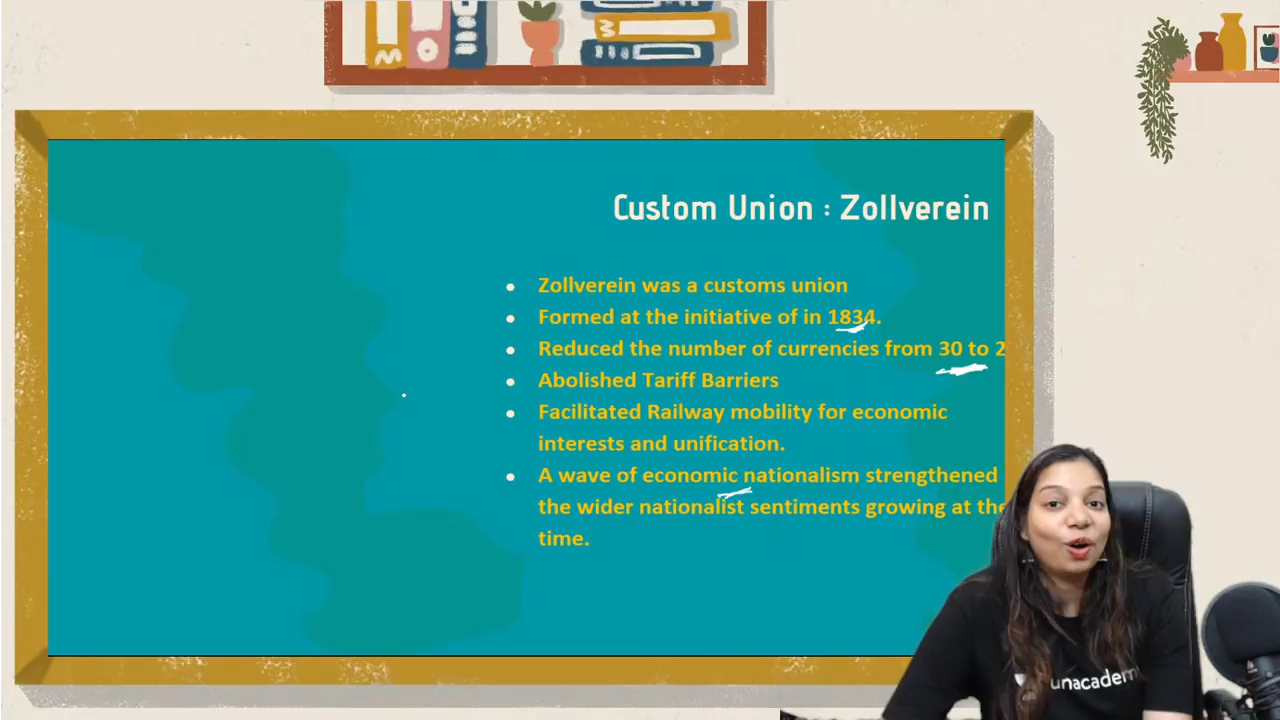 Custom Union : Zollverein
Zollverein was a customs union
Formed at the initiative of in 1834.
Reduced the number of currencies from 30 to 2
Abolished Tariff Barriers
Facilitated Railway mobility for economic
interests and unification.
A wave of economic nationalism strengthened
the wider nationalist sentiments growing at the
time.
unacadem